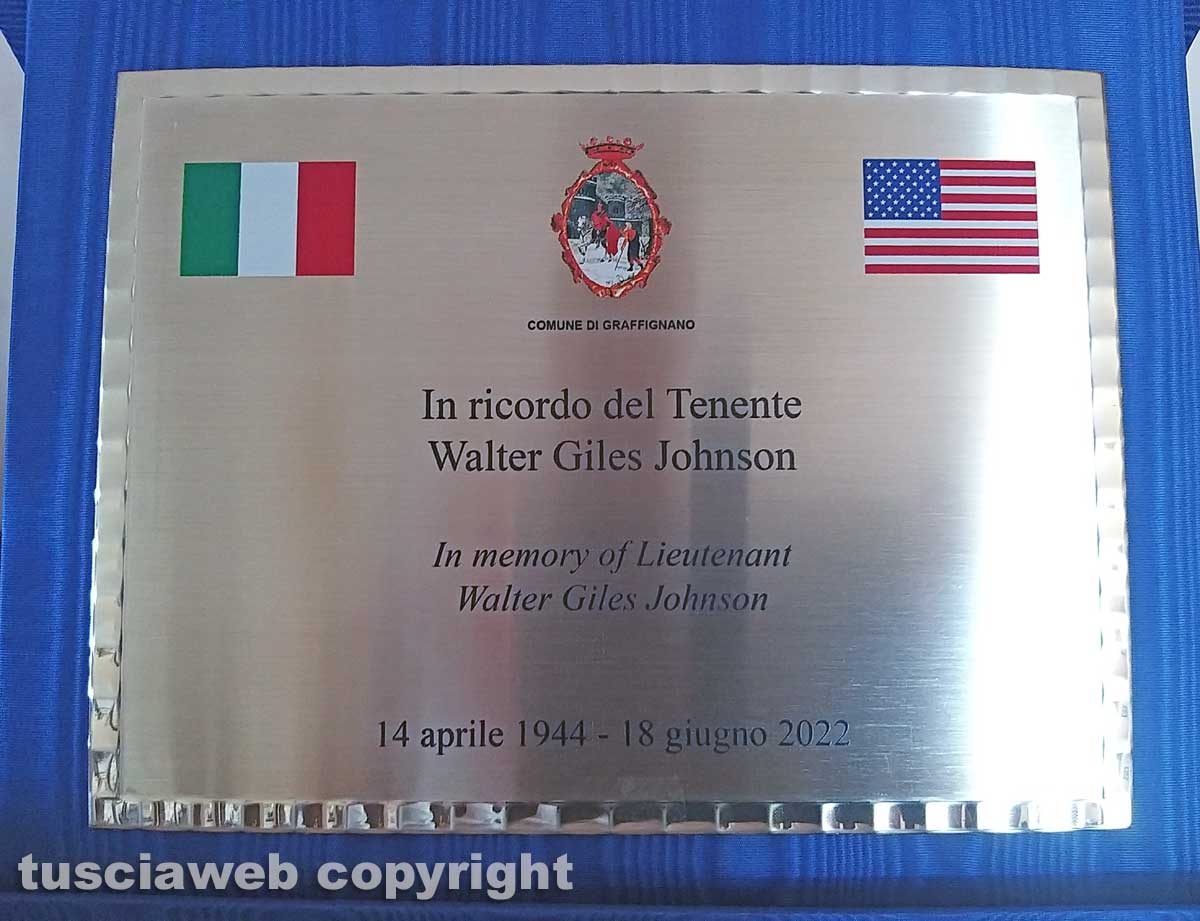 COMUNE DI GRAFFIGNANO
In ricordo del Tenente
Walter Giles Johnson
In memory of Lieutenant
Walter Giles Johnson
14 aprile 1944 - 18 giugno 2022
tusciaweb copyright